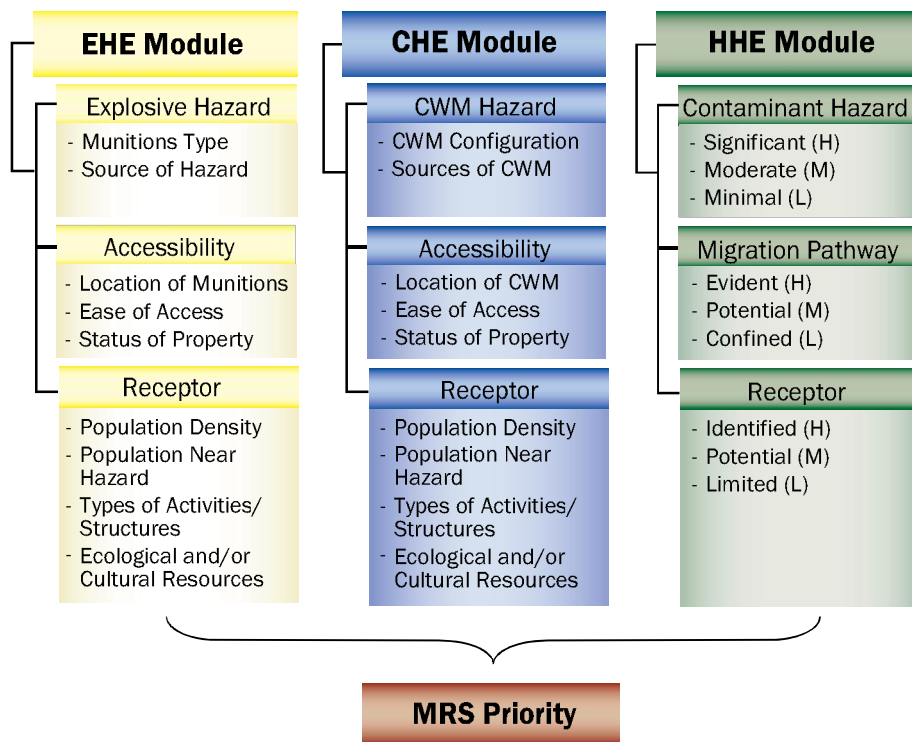 EHE Module
Explosive Hazard
- Munitions Type
- Source of Hazard
Accessibility
- Location of Munitions
- Ease of Access
- Status of Property
Receptor
- Population Density
- Population Near
Hazard
- Types of Activities/
Structures
- Ecological and/or
Cultural Resources
CHE Module
CWM Hazard
- CWM Configuration
- Sources of CWM
Accessibility
- Location of CWM
- Ease of Access
- Status of Property
Receptor
- Population Density
- Population Near
Hazard
- Types of Activities/
Structures
- Ecological and/or
Cultural Resources
HHE Module
Contaminant Hazard
- Significant (H)
- Moderate (M)
- Minimal (L)
Migration Pathway
- Evident (H)
- Potential (M)
- Confined (L)
Receptor
- Identified (H)
- Potential (M)
- Limited (L)
MRS Priority